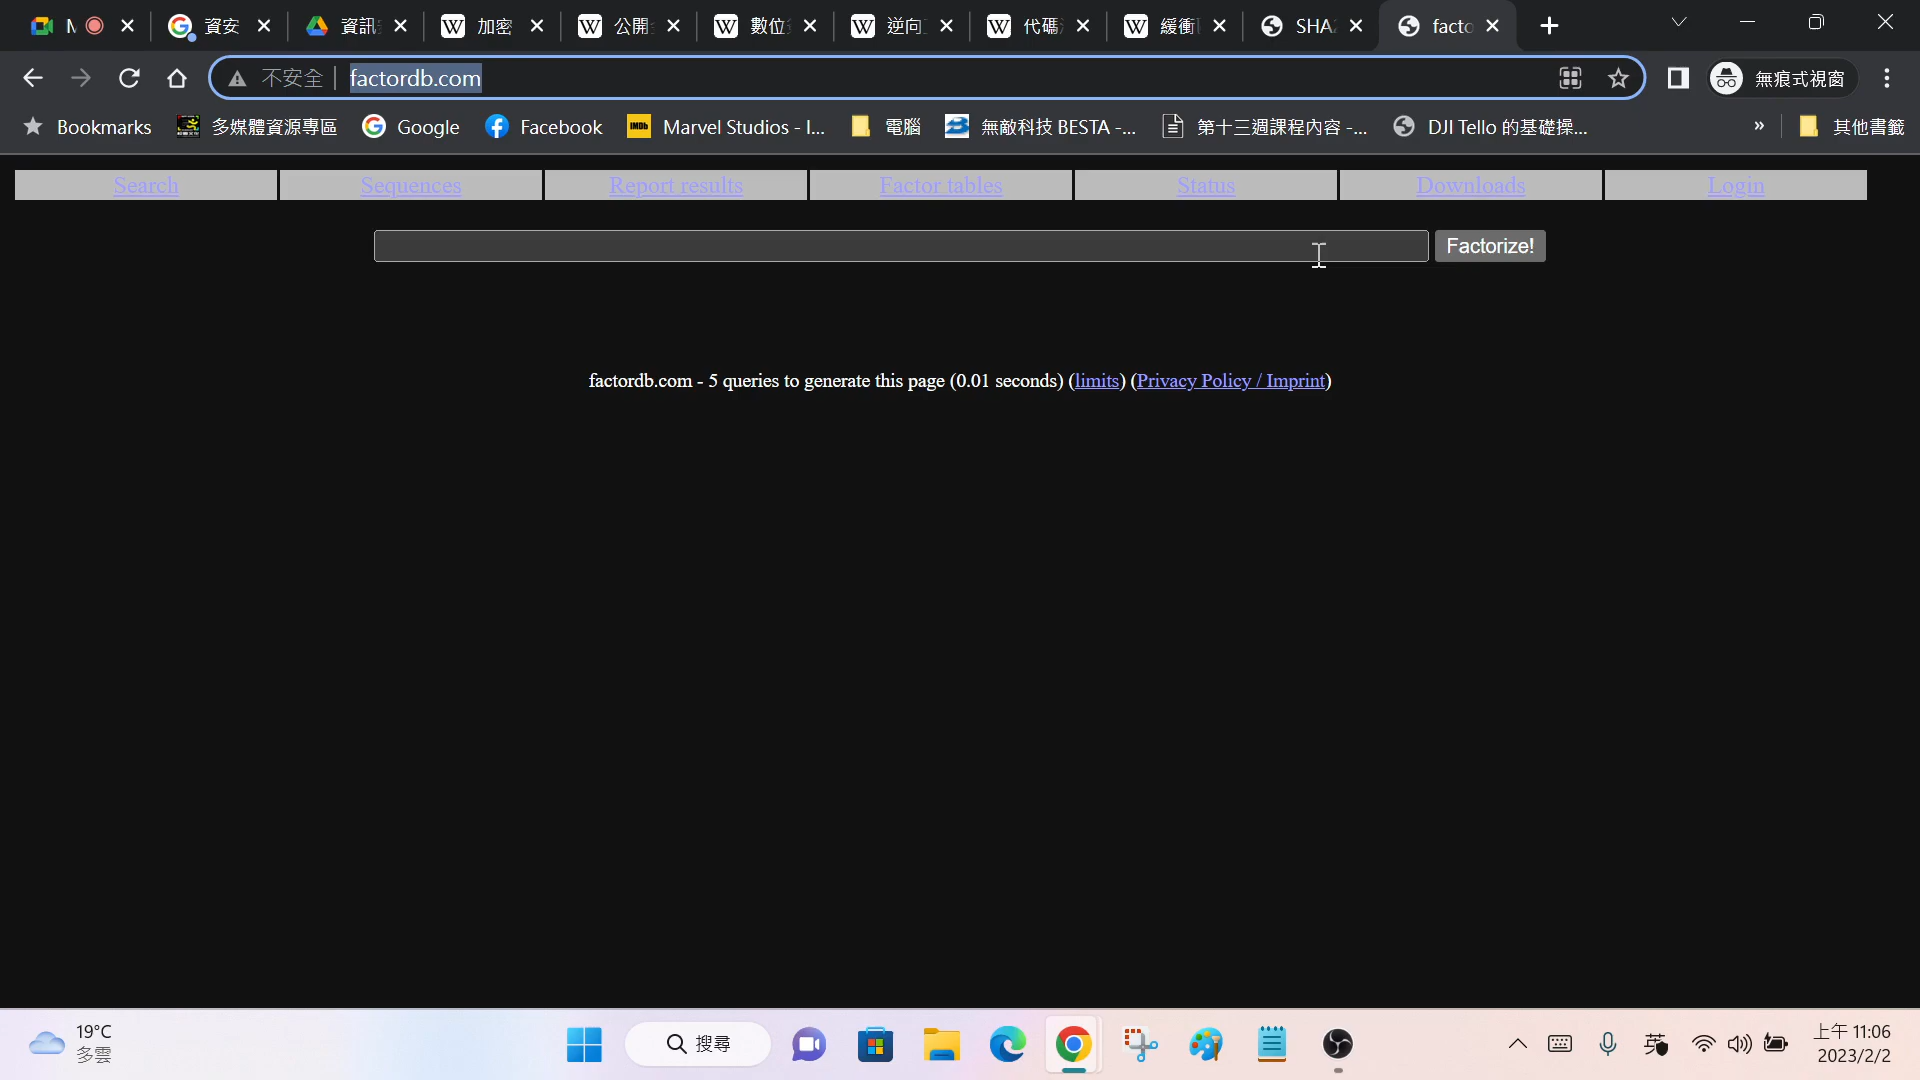 M
資安
資訊
加密
公開
數位
逆向
代碼
緩衝
SHA
facto
不安全
factordb.com
無痕式視窗
Bookmarks
多媒體資源專區
Google
Facebook
Marvel Studios - I...
電腦
無敵科技 BESTA -...
第十三週課程內容 -...
DJI Tello 的基礎操...
»
其他書籤
Search
Sequences
Report results
Factor tables
Status
Downloads
Login
Factorize!
factordb.com - 5 queries to generate this page (0.01 seconds) (limits) (Privacy Policy / Imprint)
19°C
多雲
搜尋
英
上午 11:06
2023/2/2